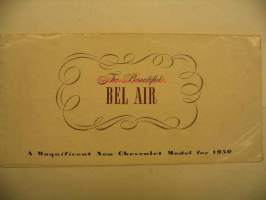 The Beautiful
BEL AIR
A Magnificent New Chevrolet Model for 1950